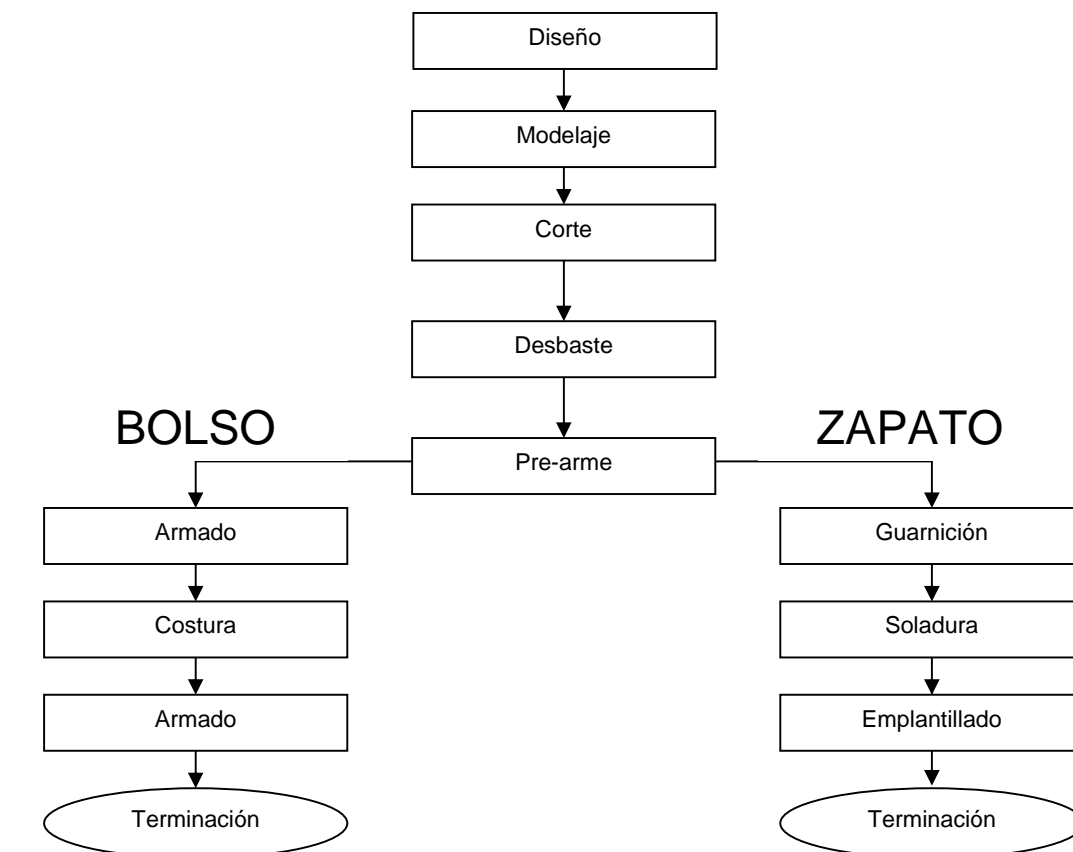 Diseño
Modelaje
Corte
Desbaste
BOLSO
ZAPATO
Pre-arme
Armado
Guarnición
Costura
Soladura
Armado
Emplantillado
Terminación
Terminación